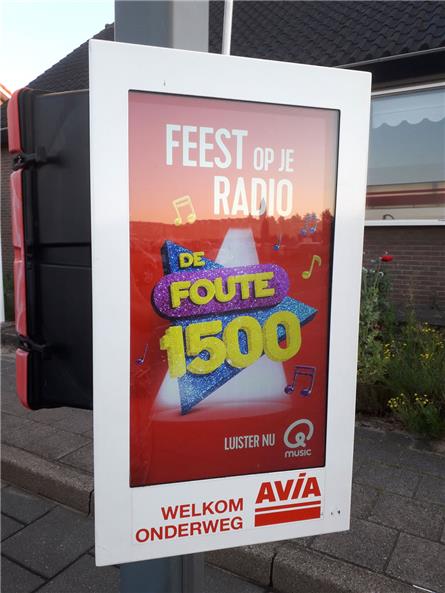 FEEST OP JE
RADIO
DE
FOUTE
1500
LUISTER NU
Q
MUSIC
WELKOM
ONDERWEG
AVIA